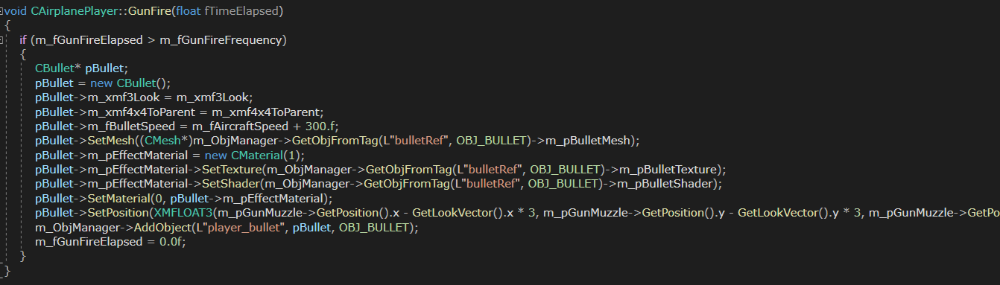 void CAirplanePlayer::GunFire(float fTimeElapsed)
{
if (m_fGunFireElapsed > m_fGunFireFrequency)
{
CBullet* pBullet;
pBullet = new CBullet();
pBullet->m_xmf3Look = m_xmf3Look;
pBullet->m_xmf4x4ToParent = m_xmf4x4ToParent;
pBullet->m_fBulletSpeed = m_fAircraftSpeed + 300.f;
pBullet->SetMesh((CMesh*)m_ObjManager->GetObjFromTag(L"bulletRef", OBJ_BULLET)->m_pBulletMesh);
pBullet->m_pEffectMaterial = new CMaterial(1);
pBullet->m_pEffectMaterial->SetTexture(m_ObjManager->GetObjFromTag(L"bulletRef", OBJ_BULLET)->m_pBulletTexture);
pBullet->m_pEffectMaterial->SetShader(m_ObjManager->GetObjFromTag(L"bulletRef", OBJ_BULLET)->m_pBulletShader);
pBullet->SetMaterial(0, pBullet->m_pEffectMaterial);
pBullet->SetPosition(XMFLOAT3(m_pGunMuzzle->GetPosition().x - GetLookVector().x * 3, m_pGunMuzzle->GetPosition().y - GetLookVector().y * 3, m_pGunMuzzle->GetPo
m_ObjManager->AddObject(L"player_bullet", pBullet, OBJ_BULLET);
m_fGunFireElapsed = 0.0f;
}
}